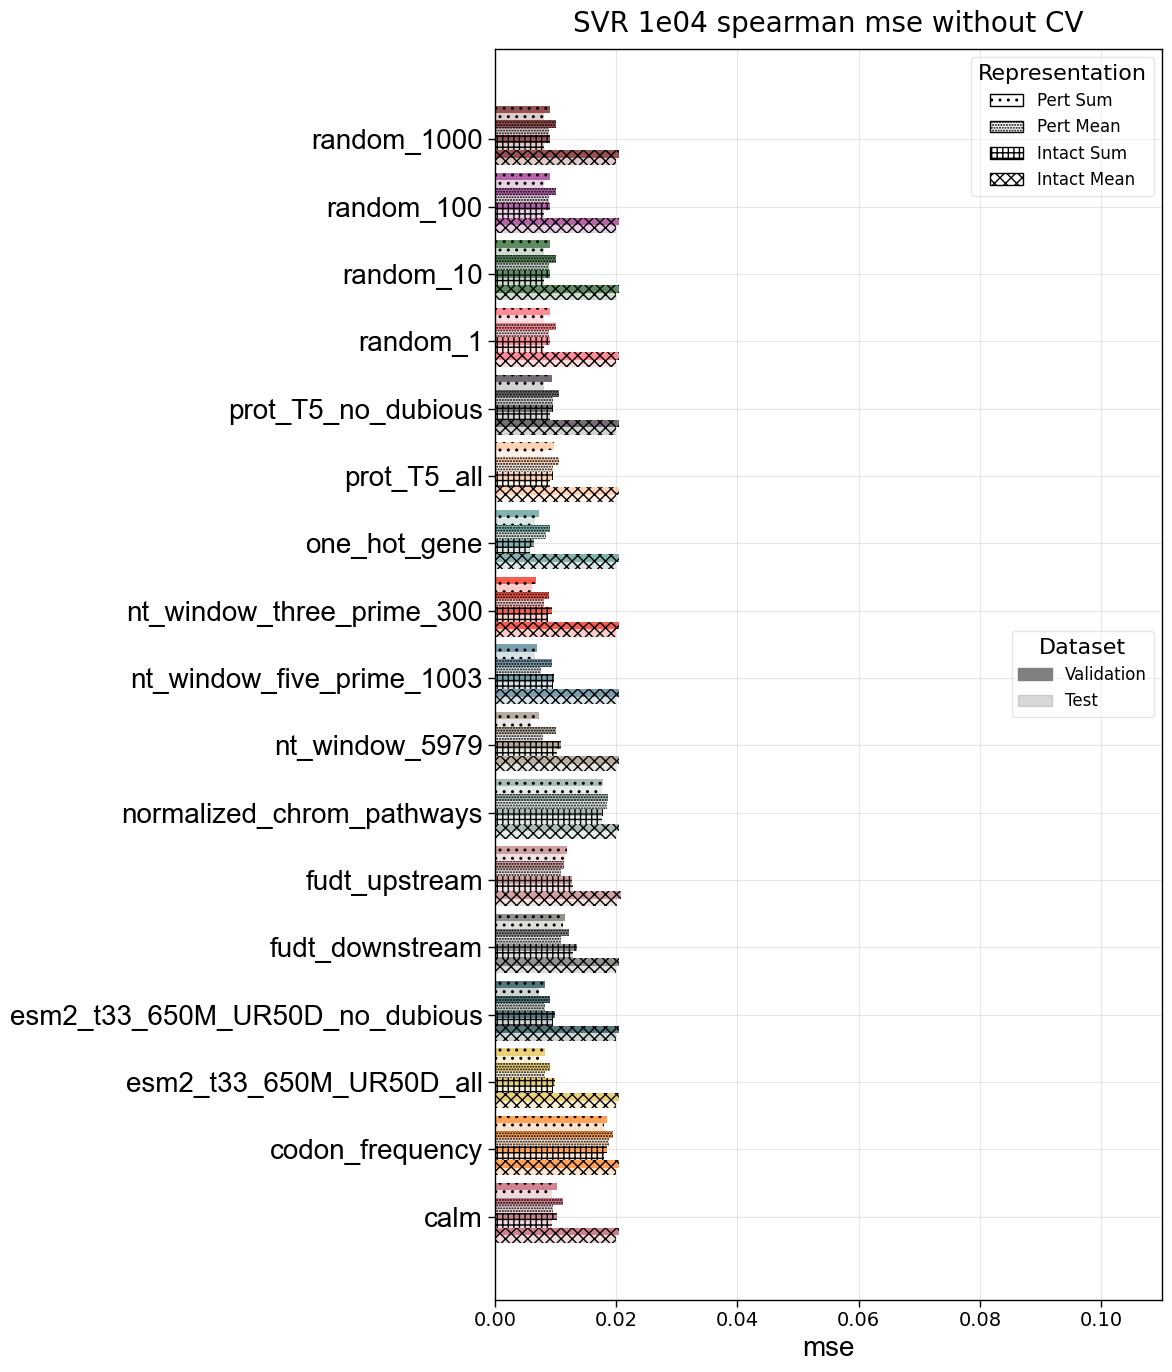 SVR 1e04 spearman mse without CV
Representation
Pert Sum
Pert Mean
Intact Sum
Intact Mean
random_1000
random_100
random_10
random_1
prot_T5_no_dubious
prot_T5_all
one_hot_gene
nt_window_three_prime_300
nt_window_five_prime_1003
nt_window_5979
normalized_chrom_pathways
fudt_upstream
fudt_downstream
esm2_t33_650M_UR50D_no_dubious
esm2_t33_650M_UR50D_all
codon_frequency
calm
Dataset
Validation
Test
0.00 0.02 0.04 0.06 0.08 0.10
mse